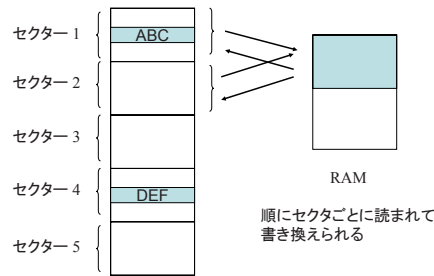 セクター 1
ABC
セクター 2
セクター 3
セクター 4
DEF
セクター 5
RAM
順にセクタごとに読まれて
書き換えられる